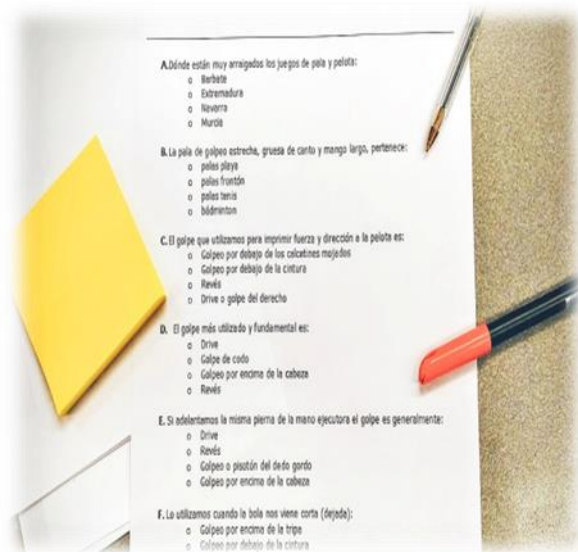 A. Dónde están muy arraigados los juegos de pala y pelota:
o Barbate
o Extremadura
o Navarra
o Murcia
B. La pala de golpeo estrecha, gruesa de canto y mango largo, pertenece:
o palas playa
o palas frontón
o palas tenis
o bádminton
C. El golpe que utilizamos para imprimir fuerza y dirección a la pelota es:
o Golpeo por debajo de los calcetines mojados
o Golpeo por debajo de la cintura
o Revés
o Drive o golpe del derecho
D. El golpe más utilizado y fundamental es:
o Drive
o Golpe de codo
o Golpeo por encima de la cabeza
o Revés
E. Si adelantamos la misma pierna de la mano ejecutora el golpe es generalmente:
o Drive
o Revés
o Golpeo o pisotón del dedo gordo
o Golpeo por encima de la cabeza
F. Lo utilizamos cuando la bola nos viene corta (dejada):
o Golpeo por encima de la tripa
o Golpeo por debajo de la cintura